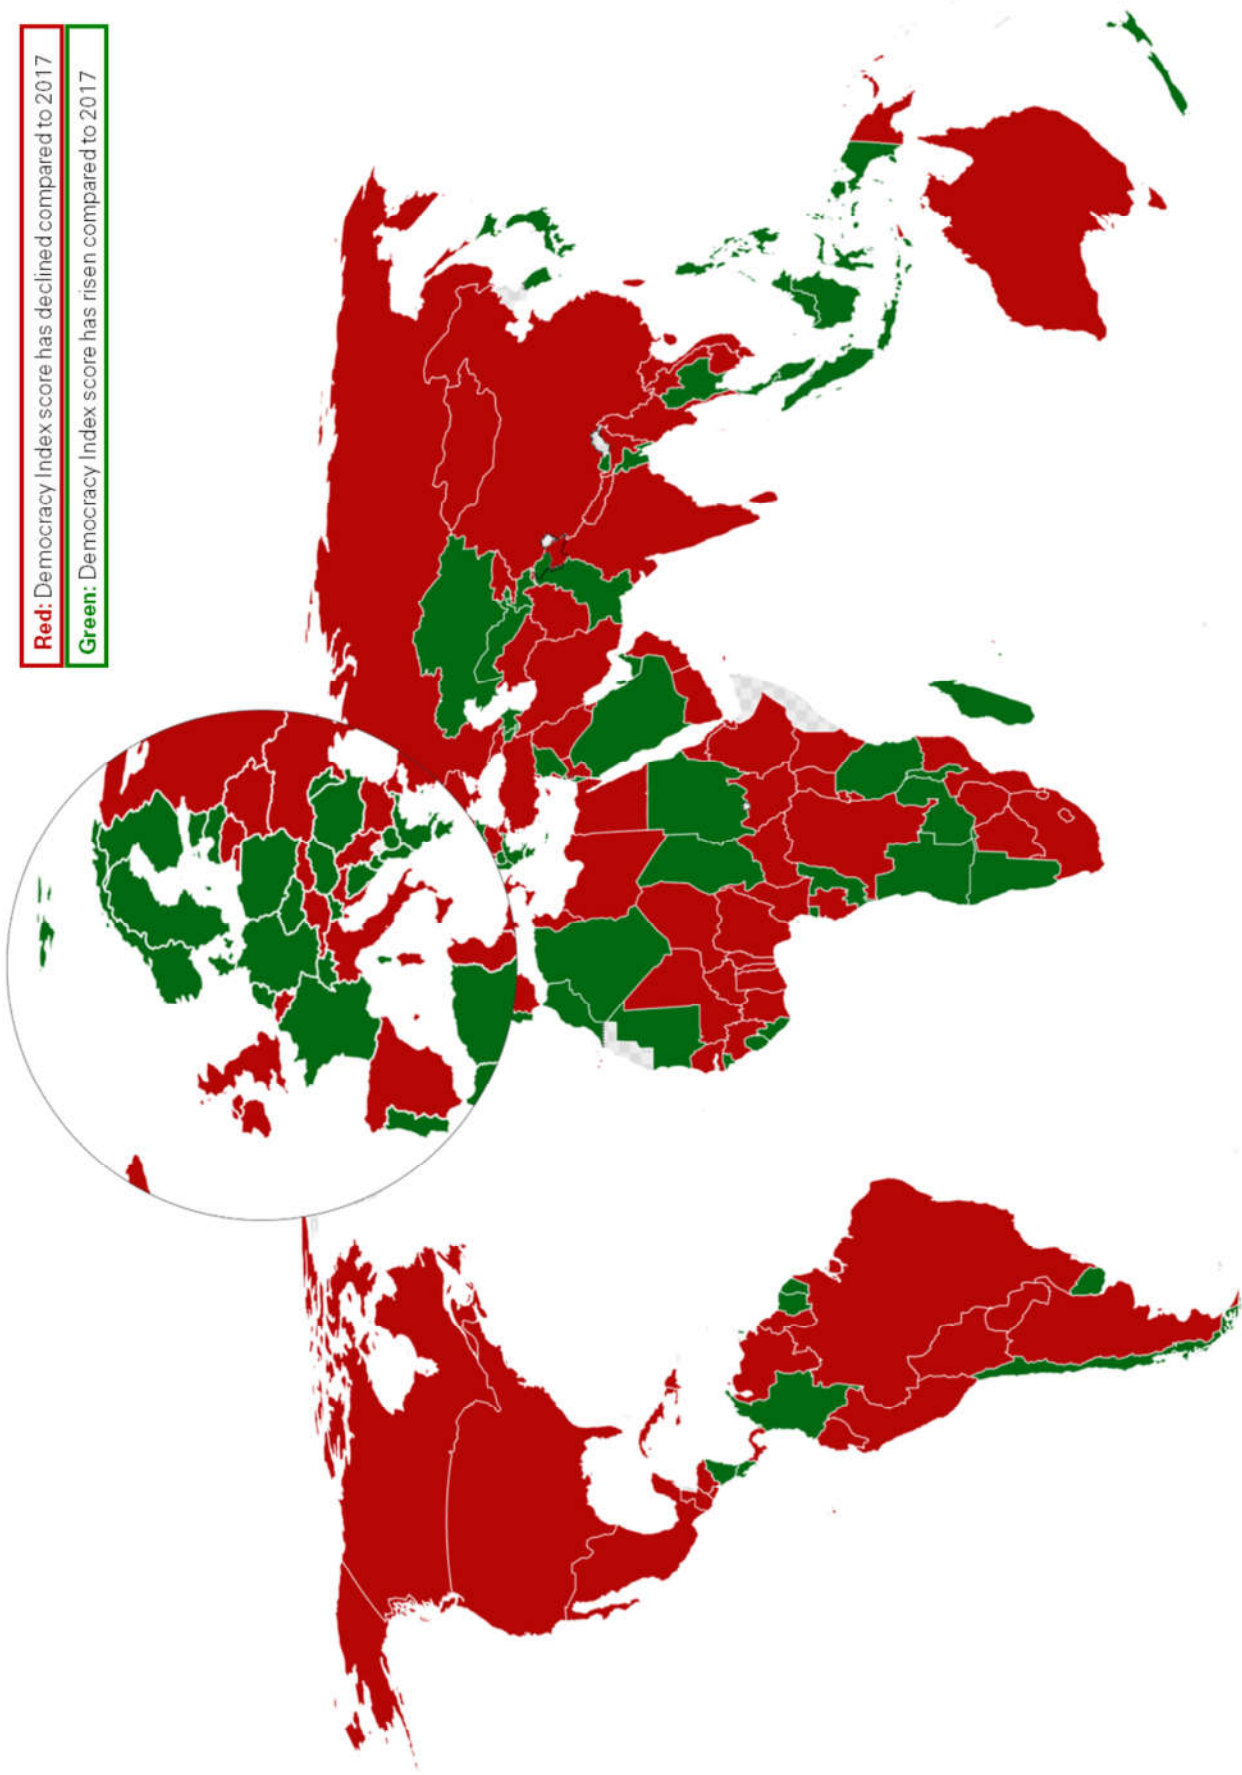 Red: Democracy Index score has declined compared to 2017
Green: Democracy Index score has risen compared to 2017